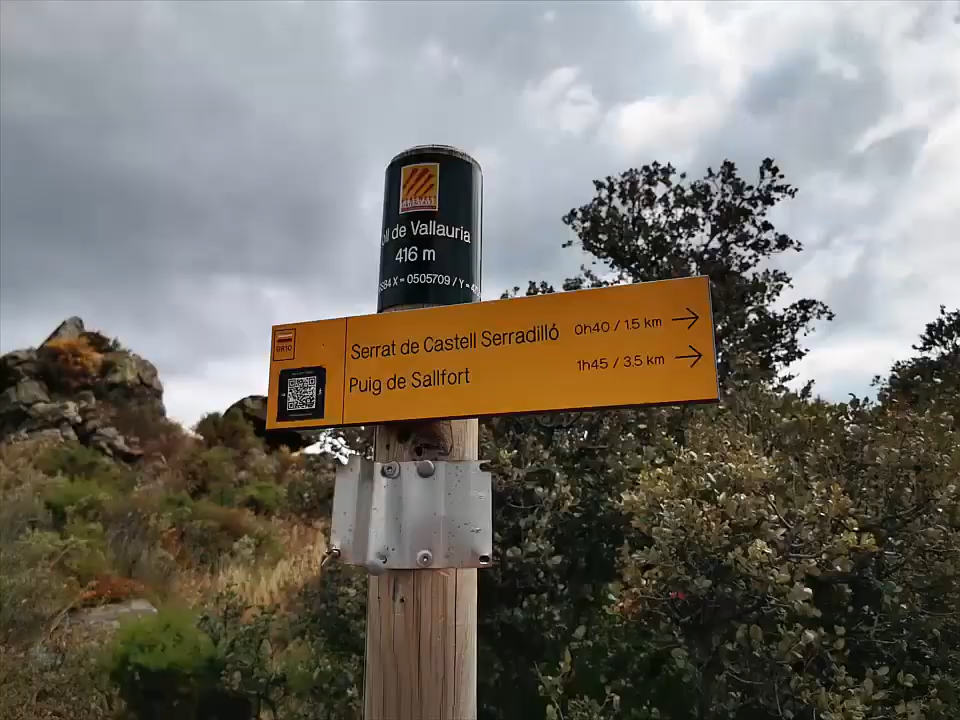 de Vallauria
416 m
X = 0505709 / Y =
GR10
Serrat de Castell Serradilló 0h40 / 1.5 km →
Puig de Sallfort 1h45 / 3.5 km →